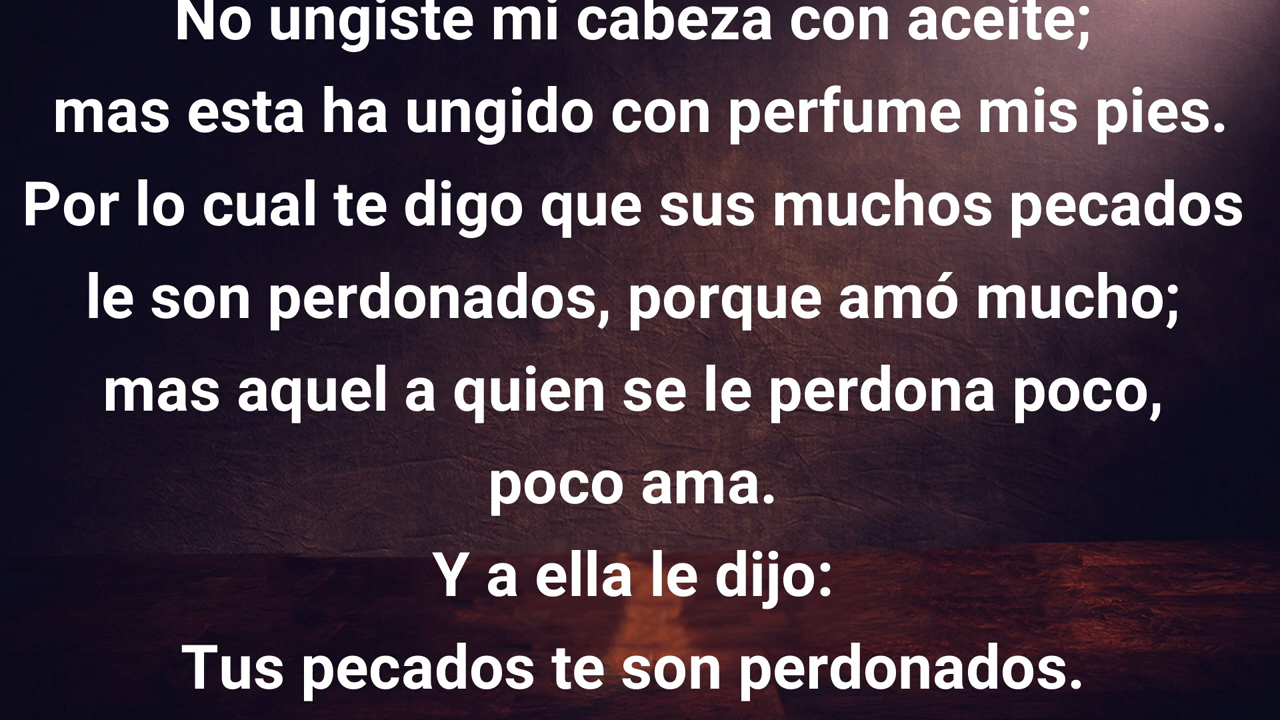 No ungiste mi cabeza con aceite;
mas esta ha ungido con perfume mis pies.
Por lo cual te digo que sus muchos pecados
le son perdonados, porque amó mucho;
mas aquel a quien se le perdona poco,
poco ama.
Y a ella le dijo:
Tus pecados te son perdonados.